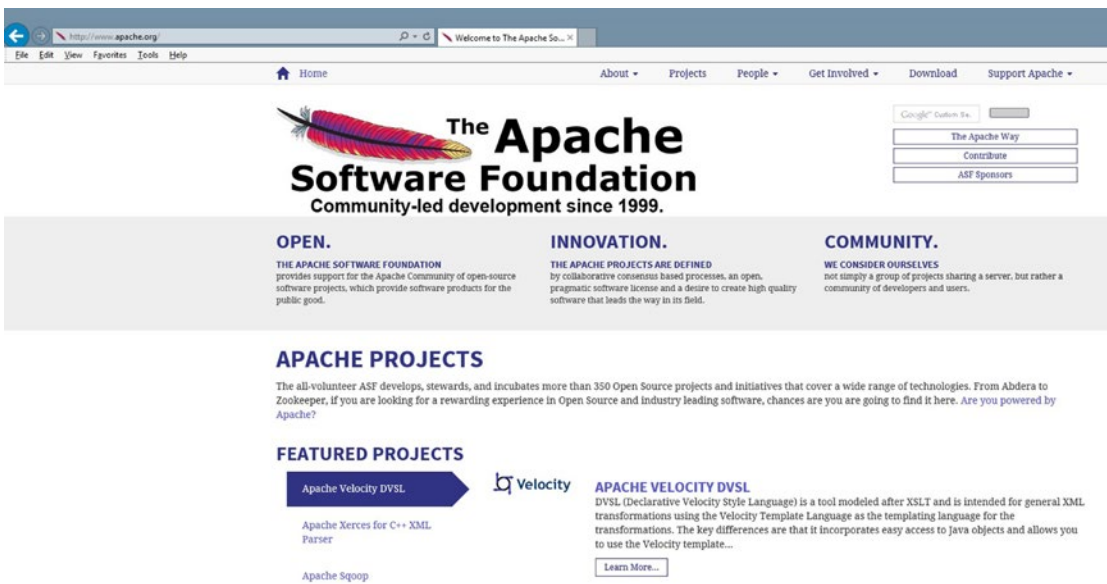 http://www.apache.org/
Welcome to The Apache So...
File Edit View Favorites Tools Help
Home About Projects People Get Involved Download Support Apache
The Apache
Software Foundation
Community-led development since 1999.
Google™ Custom Se.
The Apache Way
Contribute
ASF Sponsors
OPEN.
THE APACHE SOFTWARE FOUNDATION
provides support for the Apache Community of open-source
software projects, which provide software products for the
public good.
INNOVATION.
THE APACHE PROJECTS ARE DEFINED
by collaborative consensus based processes, an open,
pragmatic software license and a desire to create high quality
software that leads the way in its field.
COMMUNITY.
WE CONSIDER OURSELVES
not simply a group of projects sharing a server, but rather a
community of developers and users.
APACHE PROJECTS
The all-volunteer ASF develops, stewards, and incubates more than 350 Open Source projects and initiatives that cover a wide range of technologies. From Abdera to
Zookeeper, if you are looking for a rewarding experience in Open Source and industry leading software, chances are you are going to find it here. Are you powered by
Apache?
FEATURED PROJECTS
Apache Velocity DVSL
Apache Xerces for C++ XML
Parser
Apache Sqoop
Velocity
APACHE VELOCITY DVSL
DVSL (Declarative Velocity Style Language) is a tool modeled after XSLT and is intended for general XML
transformations using the Velocity Template Language as the templating language for the
transformations. The key differences are that it incorporates easy access to Java objects and allows you
to use the Velocity template...
Learn More...